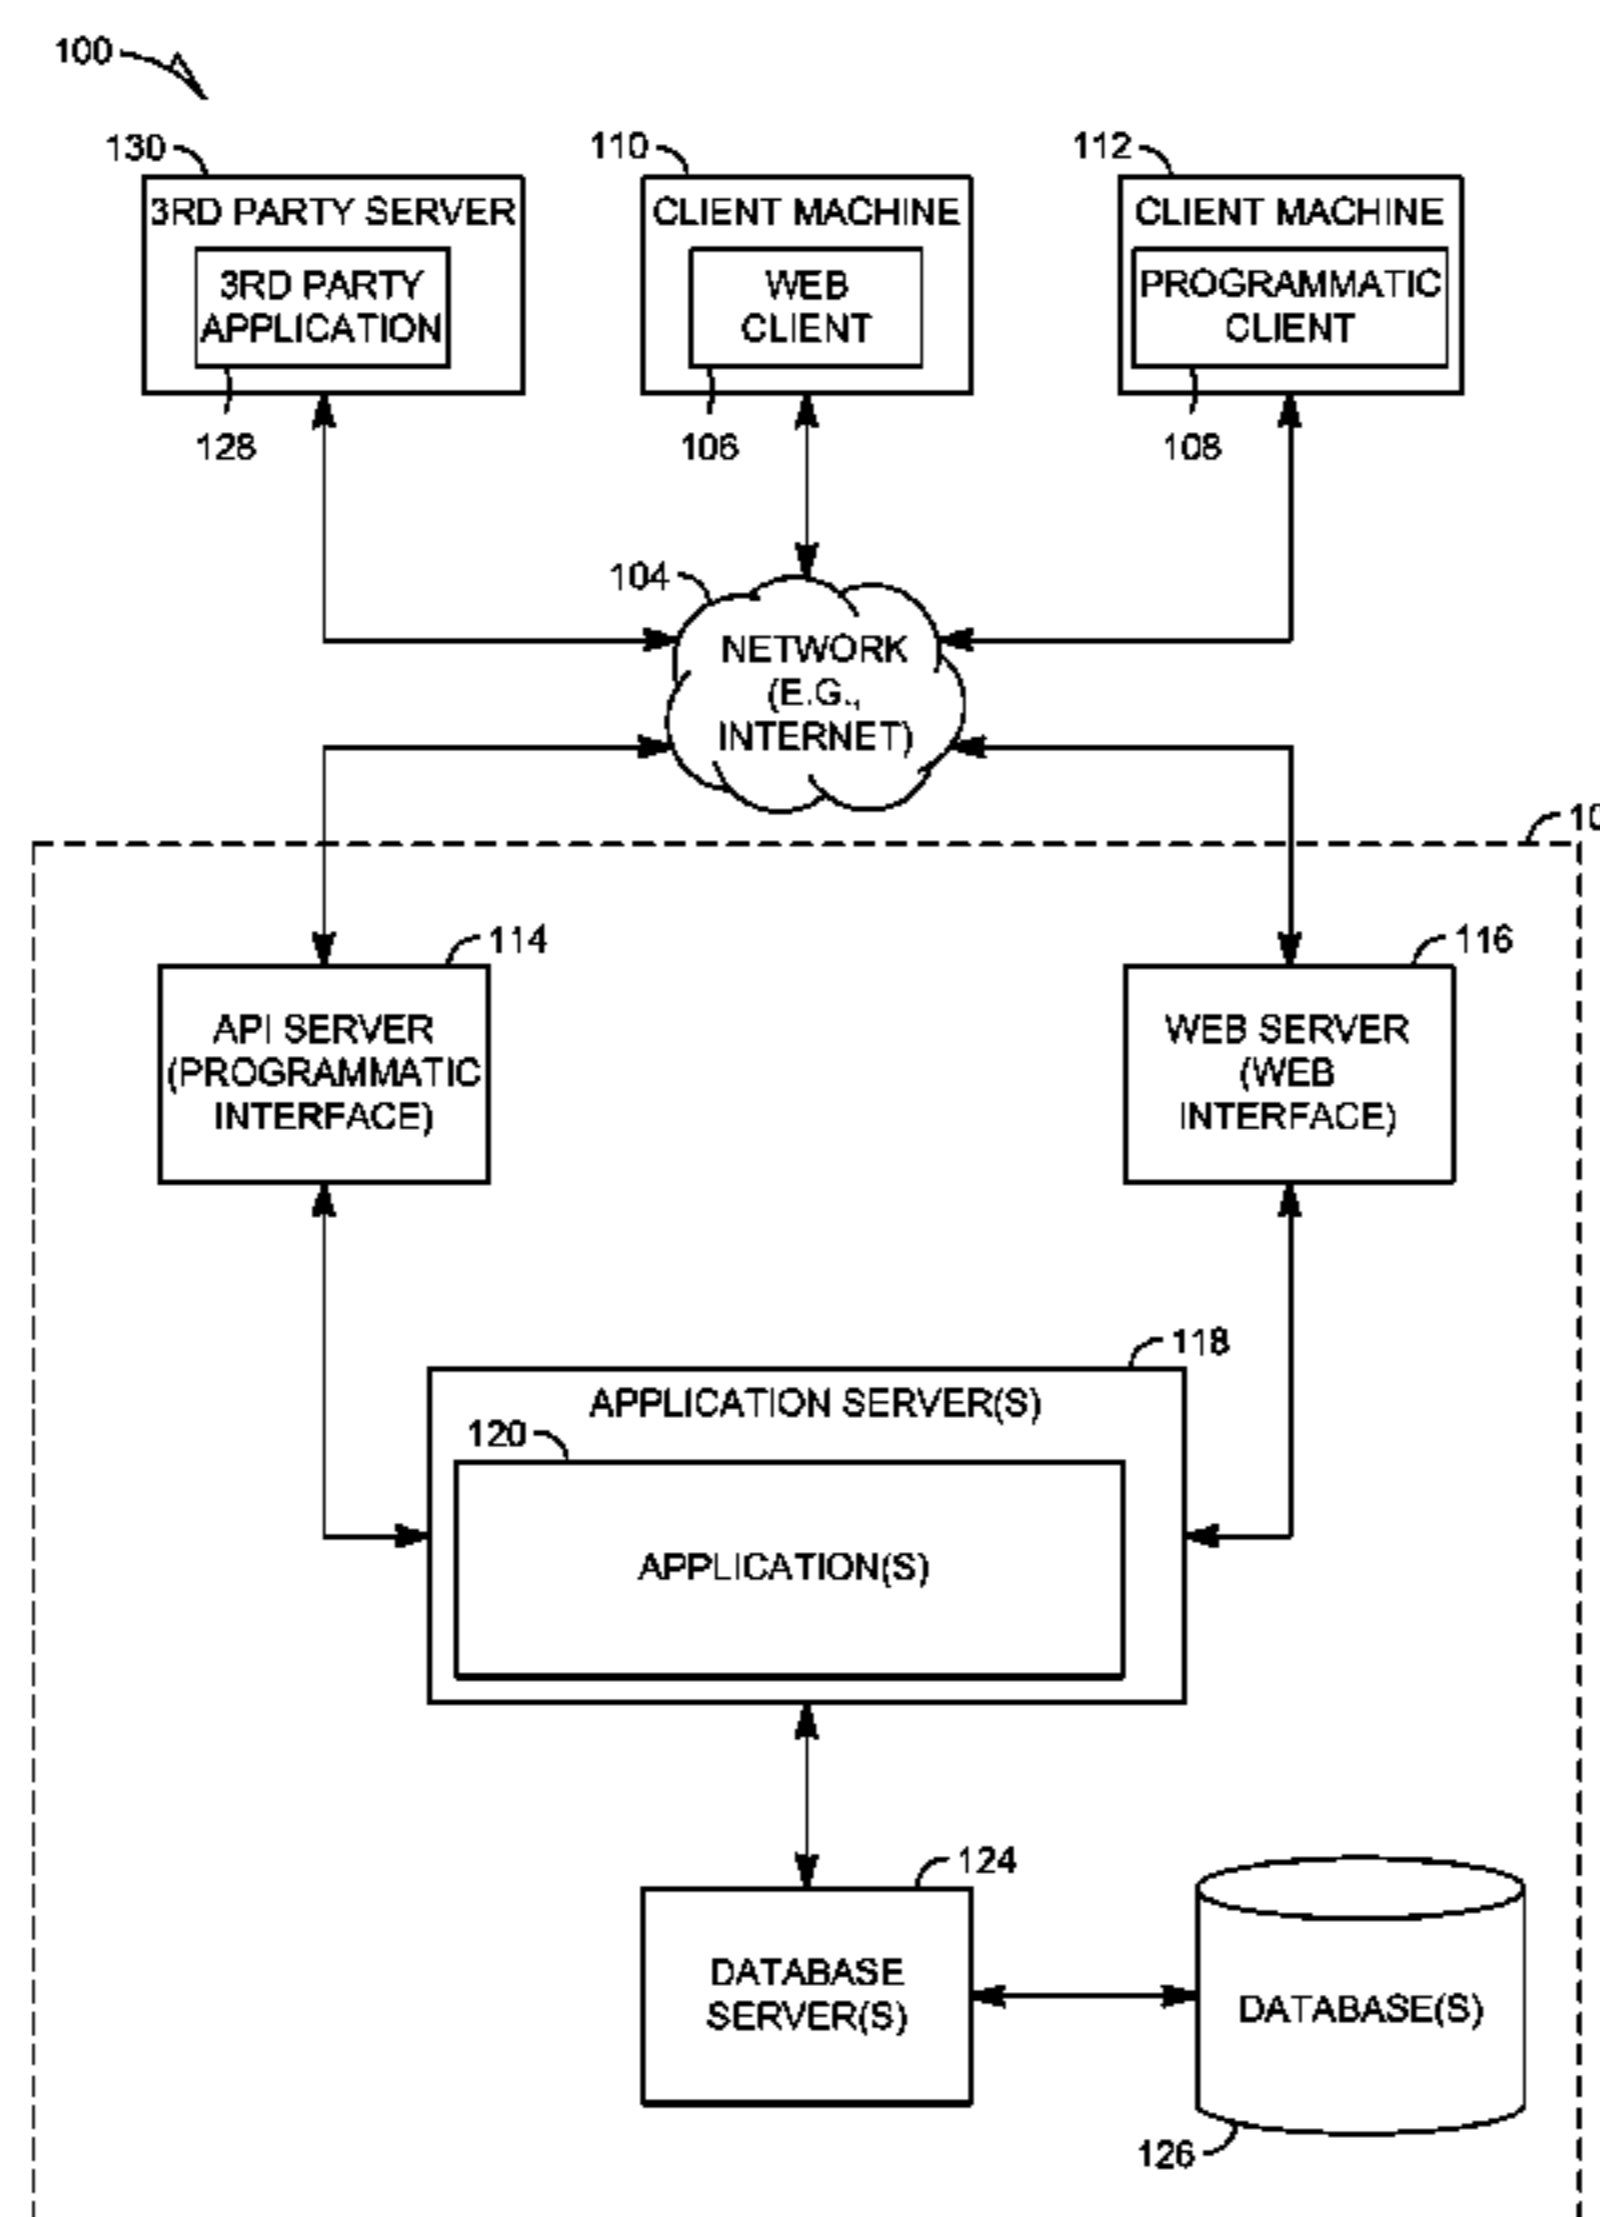 100
130
110
112
3RD PARTY SERVER
CLIENT MACHINE
CLIENT MACHINE
3RD PARTY
APPLICATION
WEB
CLIENT
PROGRAMMATIC
CLIENT
128
106
108
104
NETWORK
(E.G.,
INTERNET)
114
116
API SERVER
(PROGRAMMATIC
INTERFACE)
WEB SERVER
(WEB
INTERFACE)
118
APPLICATION SERVER(S)
120
APPLICATION(S)
124
DATABASE
SERVER(S)
DATABASE(S)
126